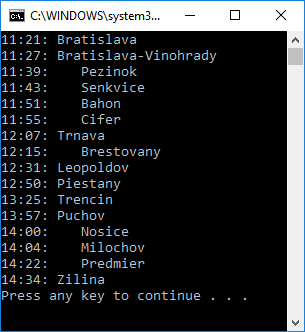 C:\WINDOWS\system3...
11:21: Bratislava
11:27: Bratislava-Vinohrady
11:39:    Pezinok
11:43:    Senkvice
11:51:    Bahon
11:55:    Cifer
12:07: Trnava
12:15:    Brestovany
12:31: Leopoldov
12:50: Piestany
13:25: Trencin
13:57: Puchov
14:00:    Nosice
14:04:    Milochov
14:22:    Predmier
14:34: Zilina
Press any key to continue . . .